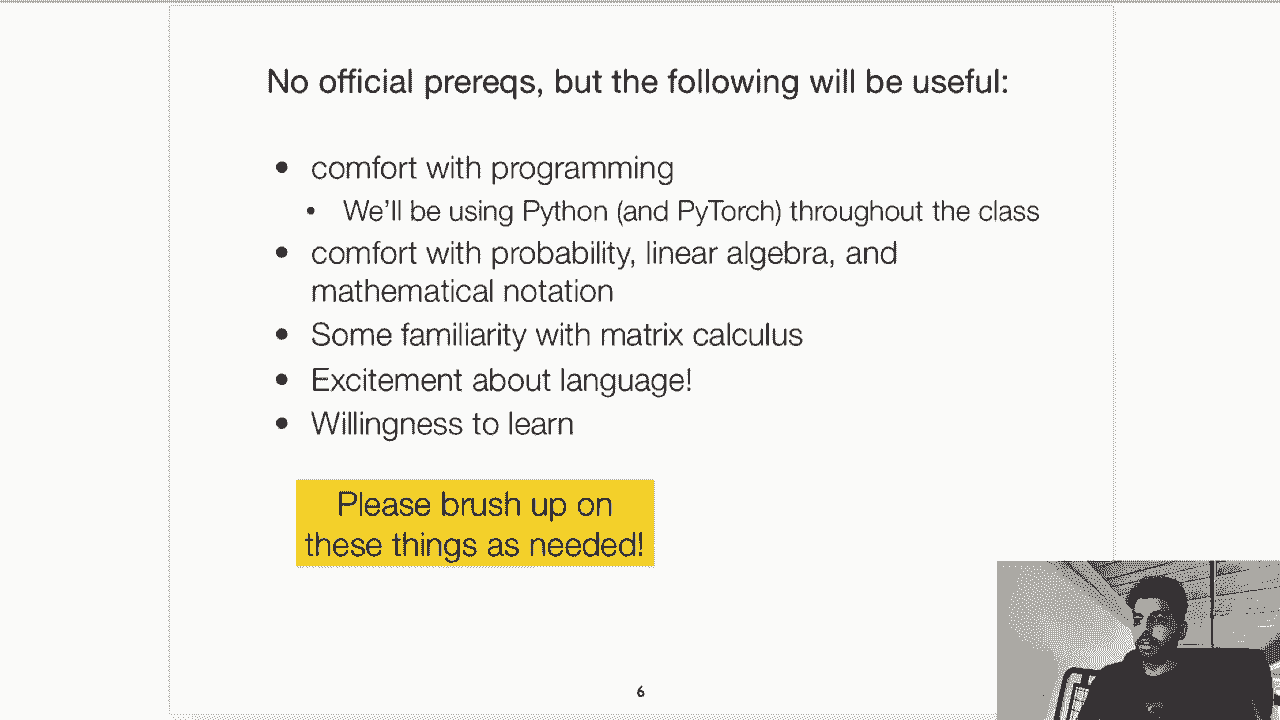 No official prereqs, but the following will be useful:
• comfort with programming
• We'll be using Python (and PyTorch) throughout the class
• comfort with probability, linear algebra, and
mathematical notation
• Some familiarity with matrix calculus
• Excitement about language!
• Willingness to learn
Please brush up on
these things as needed!
6